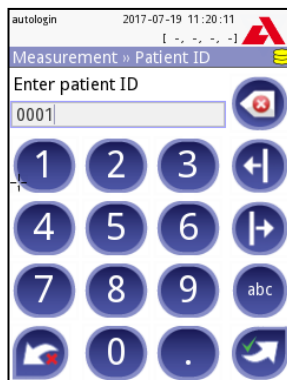 autologin 2017-07-19 11:20:11
[ -, -, -, -]
Measurement » Patient ID
Enter patient ID
0001
1 2 3
4 5 6
7 8 9 abc
0 .